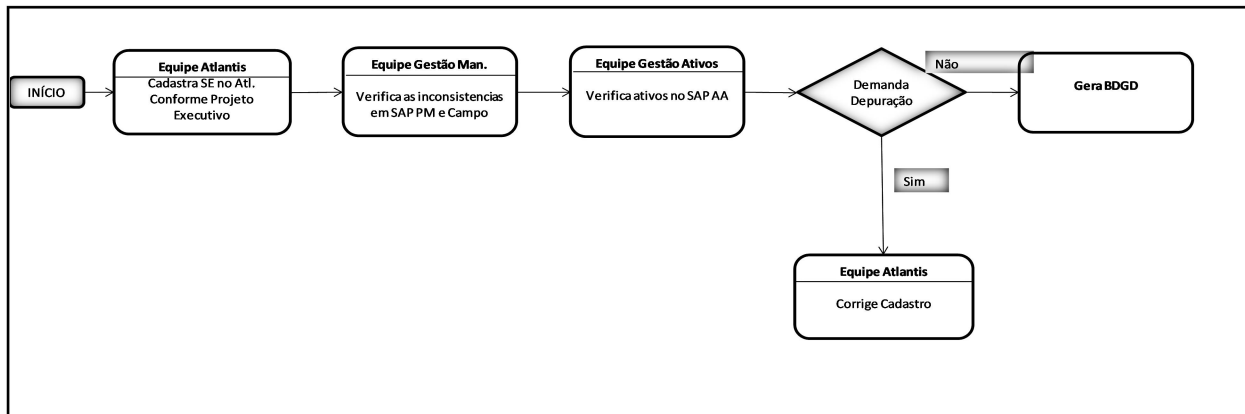 INÍCIO
Equipe Atlantis
Cadastra SE no Atl.
Conforme Projeto
Executivo
Equipe Gestão Man.
Verifica as inconsistencias
em SAP PM e Campo
Equipe Gestão Ativos
Verifica ativos no SAP AA
Demanda
Depuração
Não
Gera BDGD
Sim
Equipe Atlantis
Corrige Cadastro